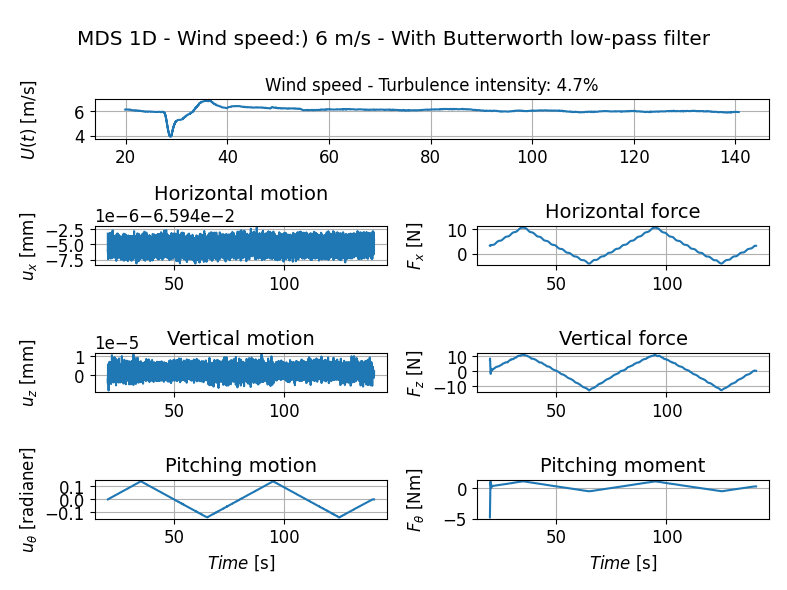 MDS 1D - Wind speed:) 6 m/s - With Butterworth low-pass filter
Wind speed - Turbulence intensity: 4.7%
U(t) [m/s]
6
4
20 40 60 80 100 120 140
Horizontal motion
1e−6−6.594e−2
u_x [mm]
−2.5
−5.0
−7.5
50 100
Horizontal force
F_x [N]
10
0
50 100
Vertical motion
1e−5
u_z [mm]
1
0
50 100
Vertical force
F_z [N]
10
0
−10
50 100
Pitching motion
u_θ [radianer]
0.1
0.1
0.0
−0.1
50 100
Time [s]
Pitching moment
F_θ [Nm]
0
−5
50 100
Time [s]